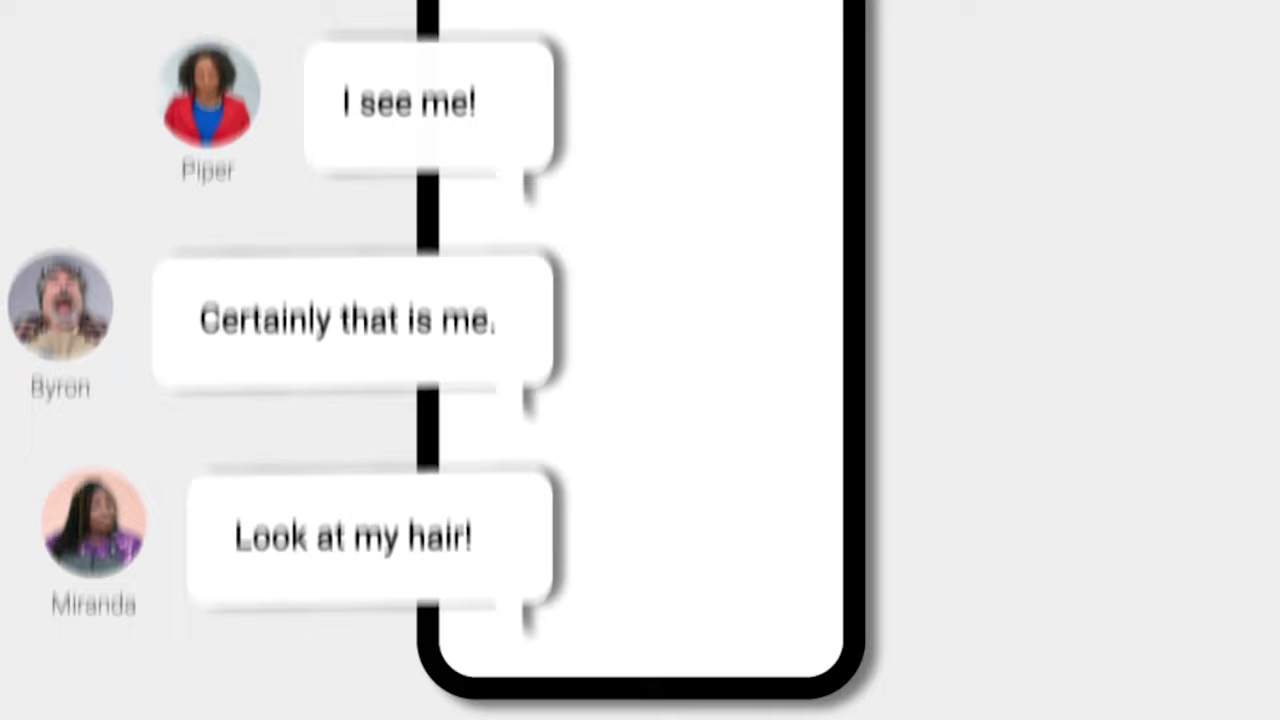 I see me!
Piper
Certainly that is me.
Byron
Look at my hair!
Miranda